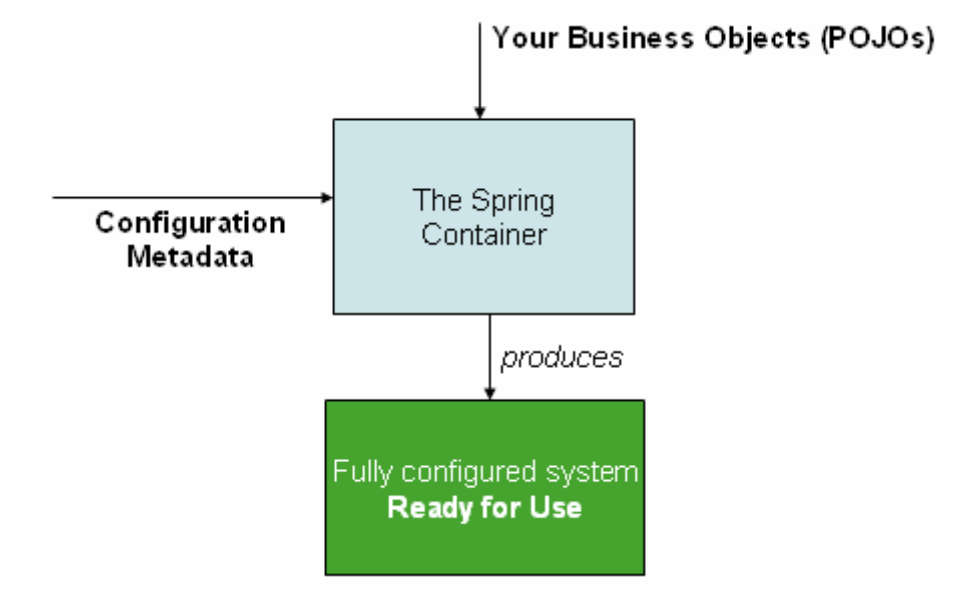 Your Business Objects (POJOs)
The Spring
Container
Configuration
Metadata
produces
Fully configured system
Ready for Use